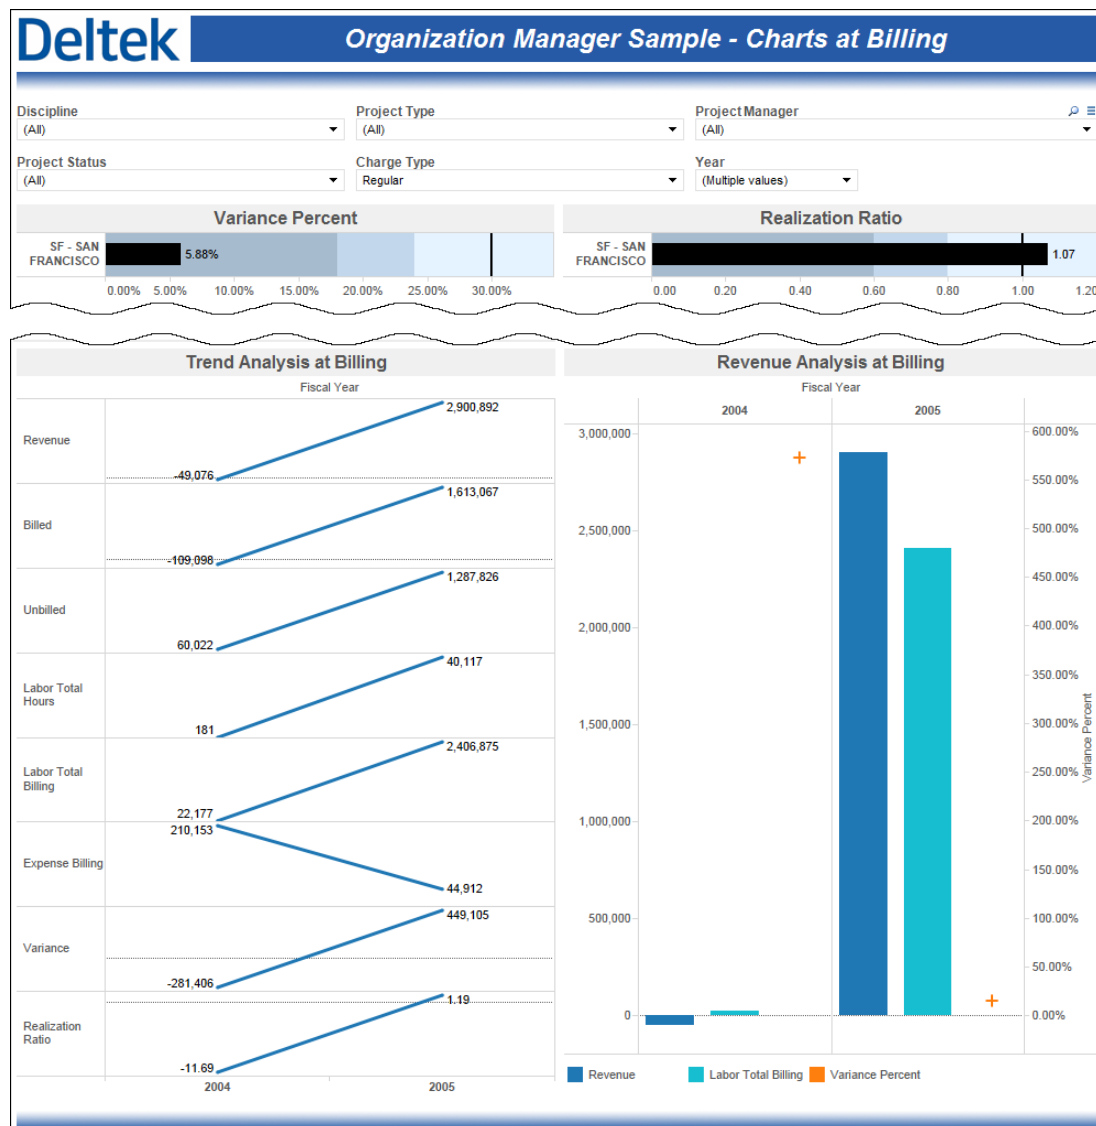 Deltek
Organization Manager Sample - Charts at Billing
Discipline
(All)
Project Type
(All)
Project Manager
(All)
Project Status
(All)
Charge Type
Regular
Year
(Multiple values)
Variance Percent
SF - SAN
FRANCISCO
5.88%
0.00% 5.00% 10.00% 15.00% 20.00% 25.00% 30.00%
Realization Ratio
SF - SAN
FRANCISCO
1.07
0.00 0.20 0.40 0.60 0.80 1.00 1.20
Trend Analysis at Billing
Fiscal Year
Revenue
-49,076
2,900,892
Billed
-109,098
1,613,067
Unbilled
60,022
1,287,826
Labor Total
Hours
181
40,117
Labor Total
Billing
22,177
2,406,875
Expense Billing
210,153
44,912
Variance
-281,406
449,105
Realization
Ratio
-11.69
1.19
2004 2005
Revenue Analysis at Billing
Fiscal Year
2004 2005
3,000,000
2,500,000
2,000,000
1,500,000
1,000,000
500,000
0
600.00%
550.00%
500.00%
450.00%
400.00%
350.00%
300.00%
250.00%
200.00%
150.00%
100.00%
50.00%
0.00%
Variance Percent
Revenue Labor Total Billing Variance Percent